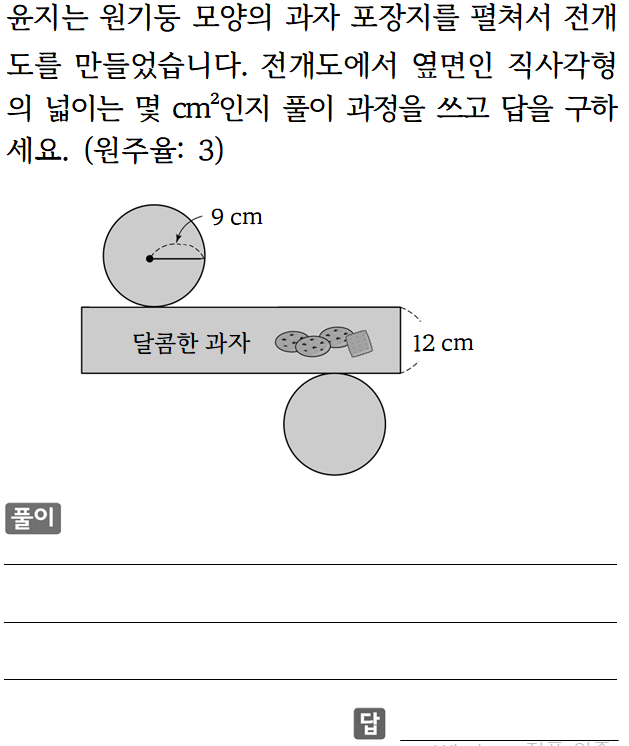 윤지는 원기둥 모양의 과자 포장지를 펼쳐서 전개
도를 만들었습니다. 전개도에서 옆면인 직사각형
의 넓이는 몇 cm²인지 풀이 과정을 쓰고 답을 구하
세요. (원주율: 3)
9 cm
달콤한 과자
12 cm
풀이
답